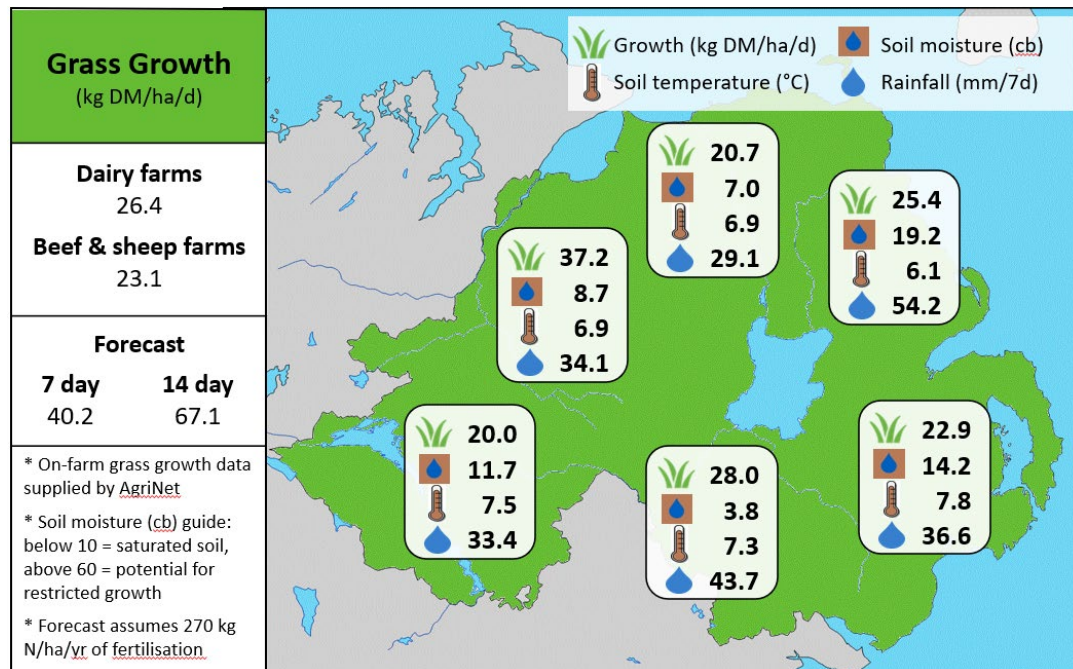 Grass Growth
(kg DM/ha/d)
Dairy farms
26.4
Beef & sheep farms
23.1
Forecast
7 day 14 day
40.2 67.1
* On-farm grass growth data
supplied by AgriNet
* Soil moisture (cb) guide:
below 10 = saturated soil,
above 60 = potential for
restricted growth
* Forecast assumes 270 kg
N/ha/yr of fertilisation
Growth (kg DM/ha/d) Soil moisture (cb)
Soil temperature (°C) Rainfall (mm/7d)
20.7
7.0
6.9
29.1
25.4
19.2
6.1
54.2
37.2
8.7
6.9
34.1
20.0
11.7
7.5
33.4
28.0
3.8
7.3
43.7
22.9
14.2
7.8
36.6